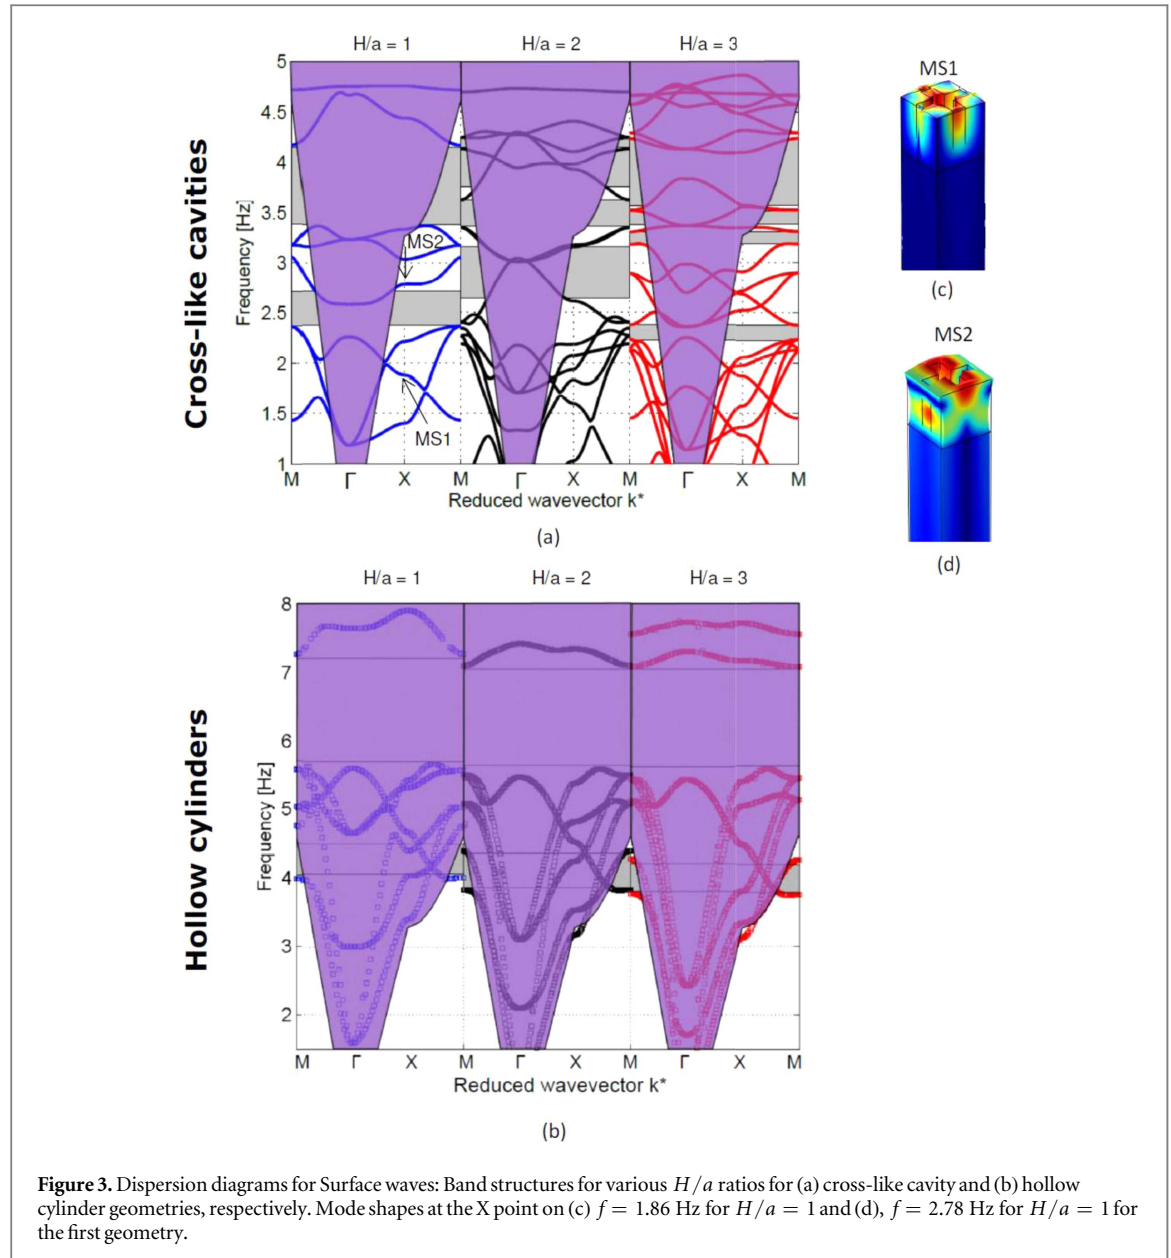 H/a = 1 H/a = 2 H/a = 3
Cross-like cavities
Frequency [Hz]
5
4.5
4
3.5
3
2.5
2
1.5
1
MS2
MS1
M Γ X M Γ X M Γ X M
Reduced wavevector k*
(a)
MS1
(c)
MS2
(d)
H/a = 1 H/a = 2 H/a = 3
Hollow cylinders
Frequency [Hz]
8
7
6
5
4
3
2
M Γ X M Γ X M Γ X M
Reduced wavevector k*
(b)
Figure 3. Dispersion diagrams for Surface waves: Band structures for various H/a ratios for (a) cross-like cavity and (b) hollow
cylinder geometries, respectively. Mode shapes at the X point on (c) f = 1.86 Hz for H/a = 1 and (d), f = 2.78 Hz for H/a = 1 for
the first geometry.